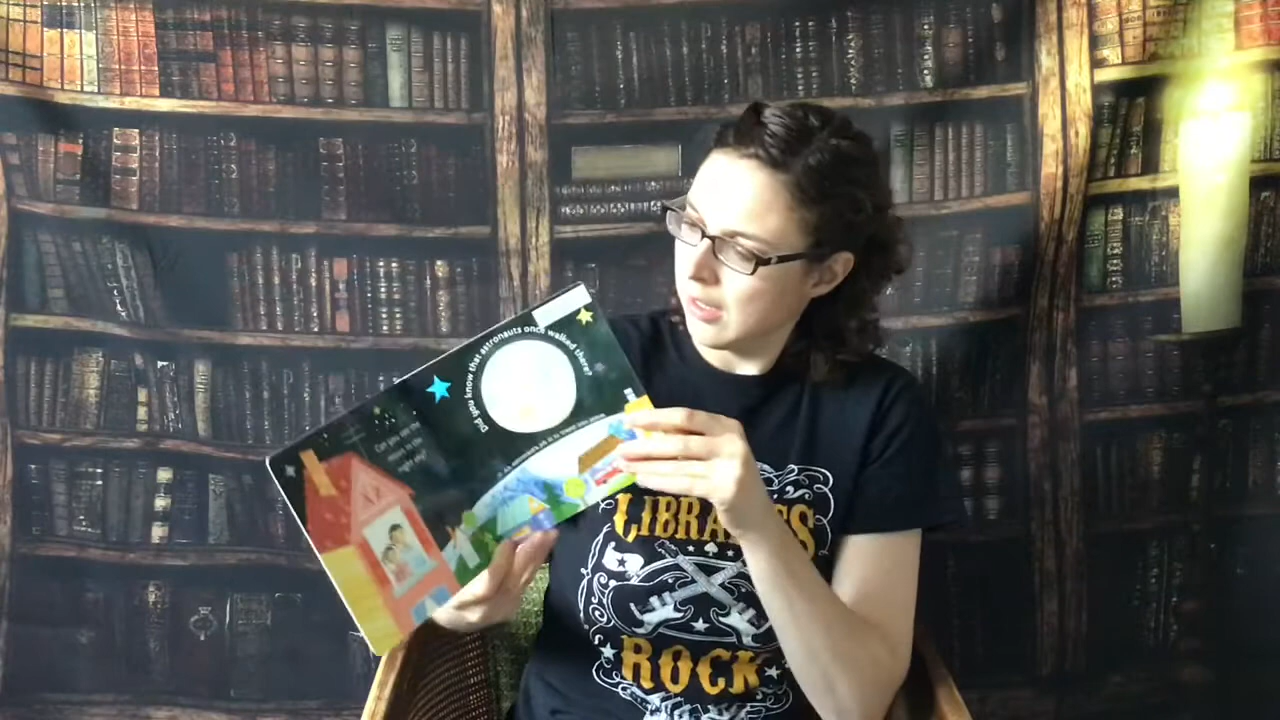 Did you know that astronauts once walked there?
Can you see the
moon in the
night sky?
LIBRARIES
ROCK